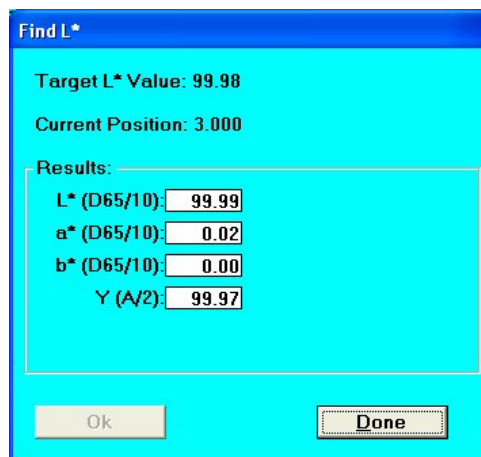 Find L*
Target L* Value: 99.98
Current Position: 3.000
Results:
L* (D65/10): 99.99
a* (D65/10): 0.02
b* (D65/10): 0.00
Y (A/2): 99.97
Ok Done